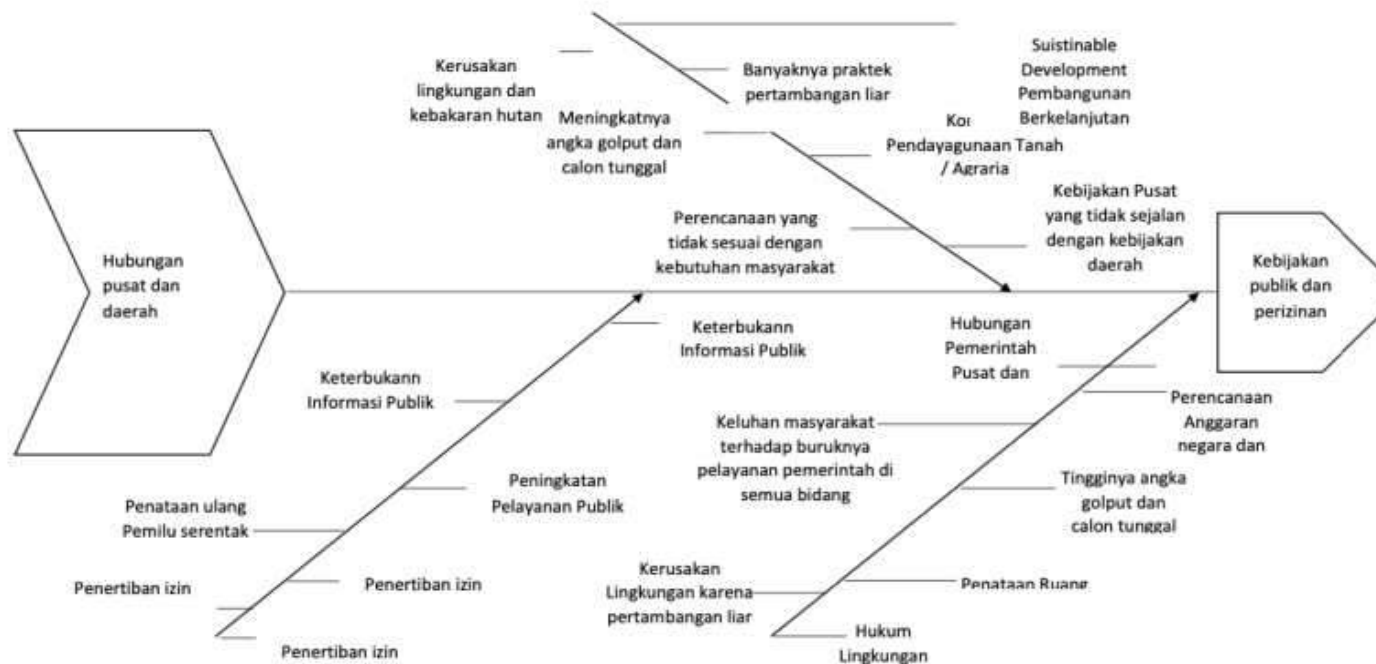 Kerusakan
lingkungan dan
kebakaran hutan
Banyaknya praktek
pertambangan liar
Suistinable
Development
Pembangunan
Berkelanjutan
Meningkatnya
angka golput dan
calon tunggal
Pendayagunaan Tanah
/ Agraria
Perencanaan yang
tidak sesuai dengan
kebutuhan masyarakat
Kebijakan Pusat
yang tidak sejalan
dengan kebijakan
daerah
Hubungan
pusat dan
daerah
Kebijakan
publik dan
perizinan
Keterbukann
Informasi Publik
Keterbukann
Informasi Publik
Peningkatan
Pelayanan Publik
Penataan ulang
Pemilu serentak
Penertiban izin
Penertiban izin
Penertiban izin
Hubungan
Pemerintah
Pusat dan
Perencanaan
Anggaran
negara dan
Keluhan masyarakat
terhadap buruknya
pelayanan pemerintah di
semua bidang
Tingginya angka
golput dan
calon tunggal
Kerusakan
Lingkungan karena
pertambangan liar
Penataan Ruang
Hukum
Lingkungan